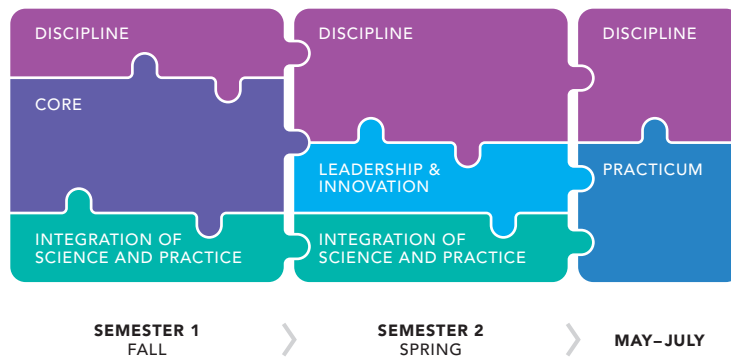 DISCIPLINE
CORE
INTEGRATION OF
SCIENCE AND PRACTICE
DISCIPLINE
LEADERSHIP &
INNOVATION
INTEGRATION OF
SCIENCE AND PRACTICE
DISCIPLINE
PRACTICUM
SEMESTER 1
FALL
SEMESTER 2
SPRING
MAY–JULY